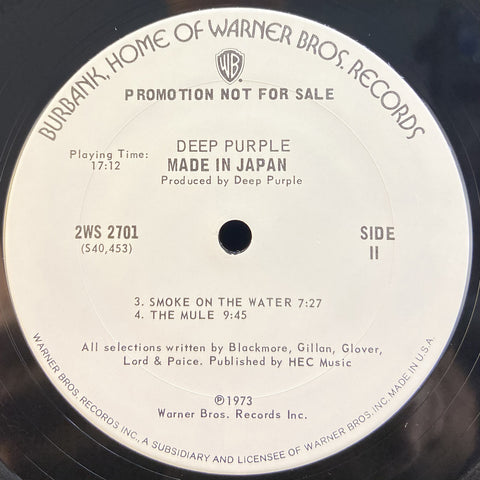 BURBANK, HOME OF WARNER BROS. RECORDS
WB
PROMOTION NOT FOR SALE
DEEP PURPLE
MADE IN JAPAN
Produced by Deep Purple
Playing Time:
17:12
2WS 2701
(S40,453)
SIDE
II
3. SMOKE ON THE WATER 7:27
4. THE MULE 9:45
All selections written by Blackmore, Gillan, Glover,
Lord & Paice. Published by HEC Music
℗1973
Warner Bros. Records Inc.
WARNER BROS. RECORDS INC., A SUBSIDIARY AND LICENSEE OF WARNER BROS. INC. MADE IN U.S.A.